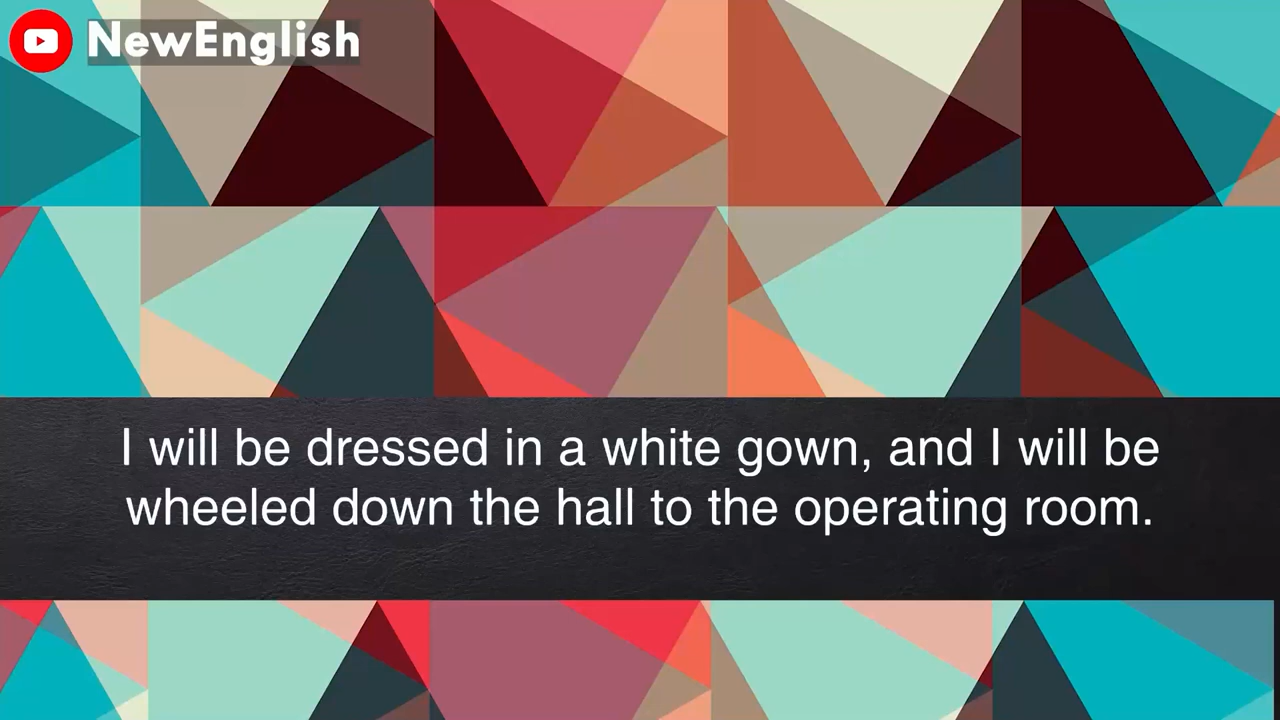 NewEnglish
I will be dressed in a white gown, and I will be
wheeled down the hall to the operating room.